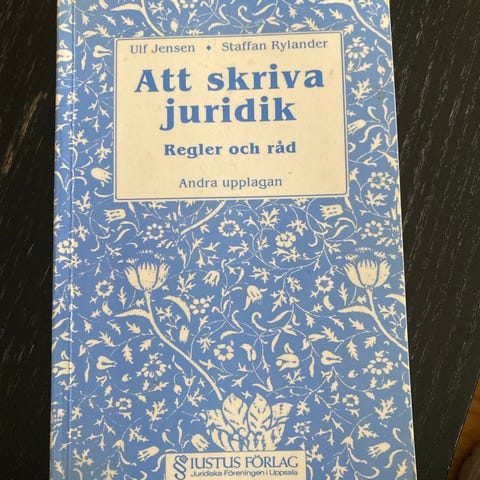 Ulf Jensen ♦ Staffan Rylander
Att skriva
juridik
Regler och råd
Andra upplagan
IUSTUS FÖRLAG
Juridiska Föreningen i Uppsala